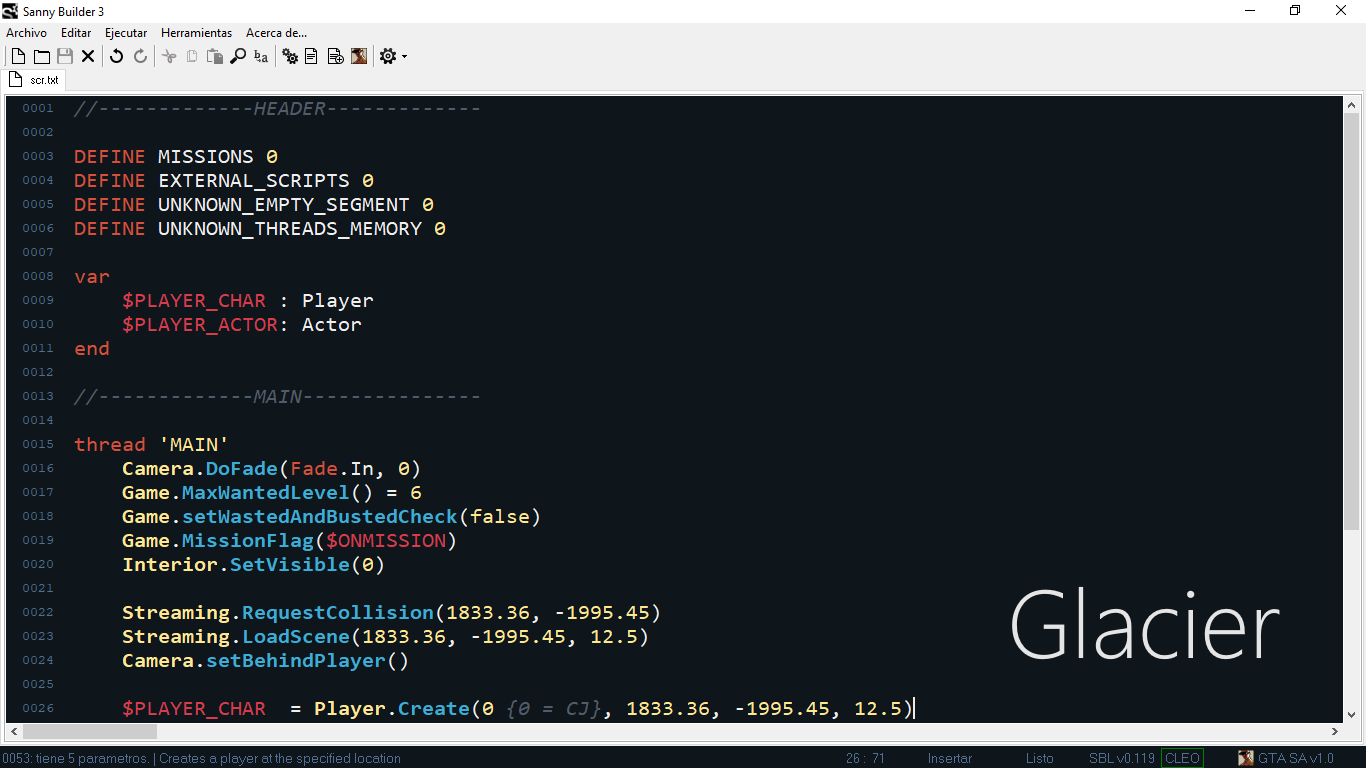 Sanny Builder 3
Archivo Editar Ejecutar Herramientas Acerca de...
scr.txt
0001 //-------------HEADER-------------
0002
0003 DEFINE MISSIONS 0
0004 DEFINE EXTERNAL_SCRIPTS 0
0005 DEFINE UNKNOWN_EMPTY_SEGMENT 0
0006 DEFINE UNKNOWN_THREADS_MEMORY 0
0007
0008 var
0009 $PLAYER_CHAR : Player
0010 $PLAYER_ACTOR: Actor
0011 end
0012
0013 //-------------MAIN---------------
0014
0015 thread 'MAIN'
0016 Camera.DoFade(Fade.In, 0)
0017 Game.MaxWantedLevel() = 6
0018 Game.setWastedAndBustedCheck(false)
0019 Game.MissionFlag($ONMISSION)
0020 Interior.SetVisible(0)
0021
0022 Streaming.RequestCollision(1833.36, -1995.45)
0023 Streaming.LoadScene(1833.36, -1995.45, 12.5)
0024 Camera.setBehindPlayer()
0025
0026 $PLAYER_CHAR = Player.Create(0 {0 = CJ}, 1833.36, -1995.45, 12.5)
Glacier
0053: tiene 5 parametros. | Creates a player at the specified location 26 : 71 Insertar Listo SBL v0.119 CLEO GTA SA v1.0